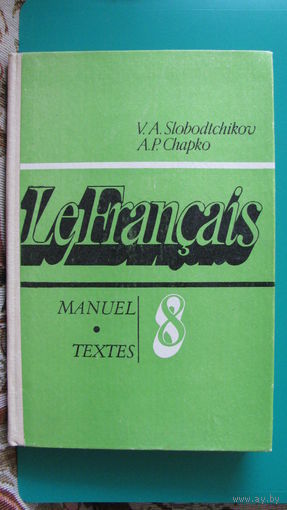 V. A. Slobodtchikov
A. P. Chapko
Le Français
MANUEL
•
TEXTES
8
www.ay.by